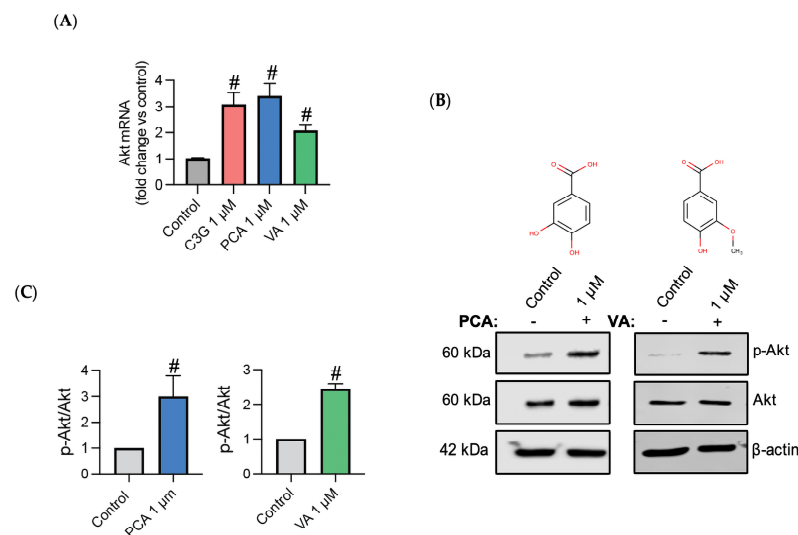 (A)
Akt mRNA
(fold change vs control)
4
3
2
1
0
#
#
#
Control
C3G 1 µM
PCA 1 µM
VA 1 µM
(B)
O
OH
HO
OH
O
OH
O
OH
CH₃
Control
1 µM
Control
1 µM
PCA: - +
VA: - +
60 kDa
p-Akt
60 kDa
Akt
42 kDa
β-actin
(C)
p-Akt/Akt
4
3
2
1
0
#
Control
PCA 1 µm
p-Akt/Akt
3
2
1
0
#
Control
VA 1 µM